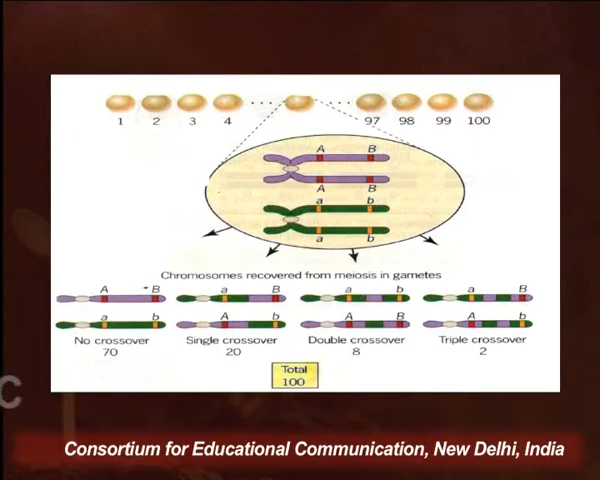 1 2 3 4 ... ... 97 98 99 100
A B
A B
a b
a b
Chromosomes recovered from meiosis in gametes
A B a B a b a B
a b A b A B A b
No crossover Single crossover Double crossover Triple crossover
70 20 8 2
Total
100
C
Consortium for Educational Communication, New Delhi, India